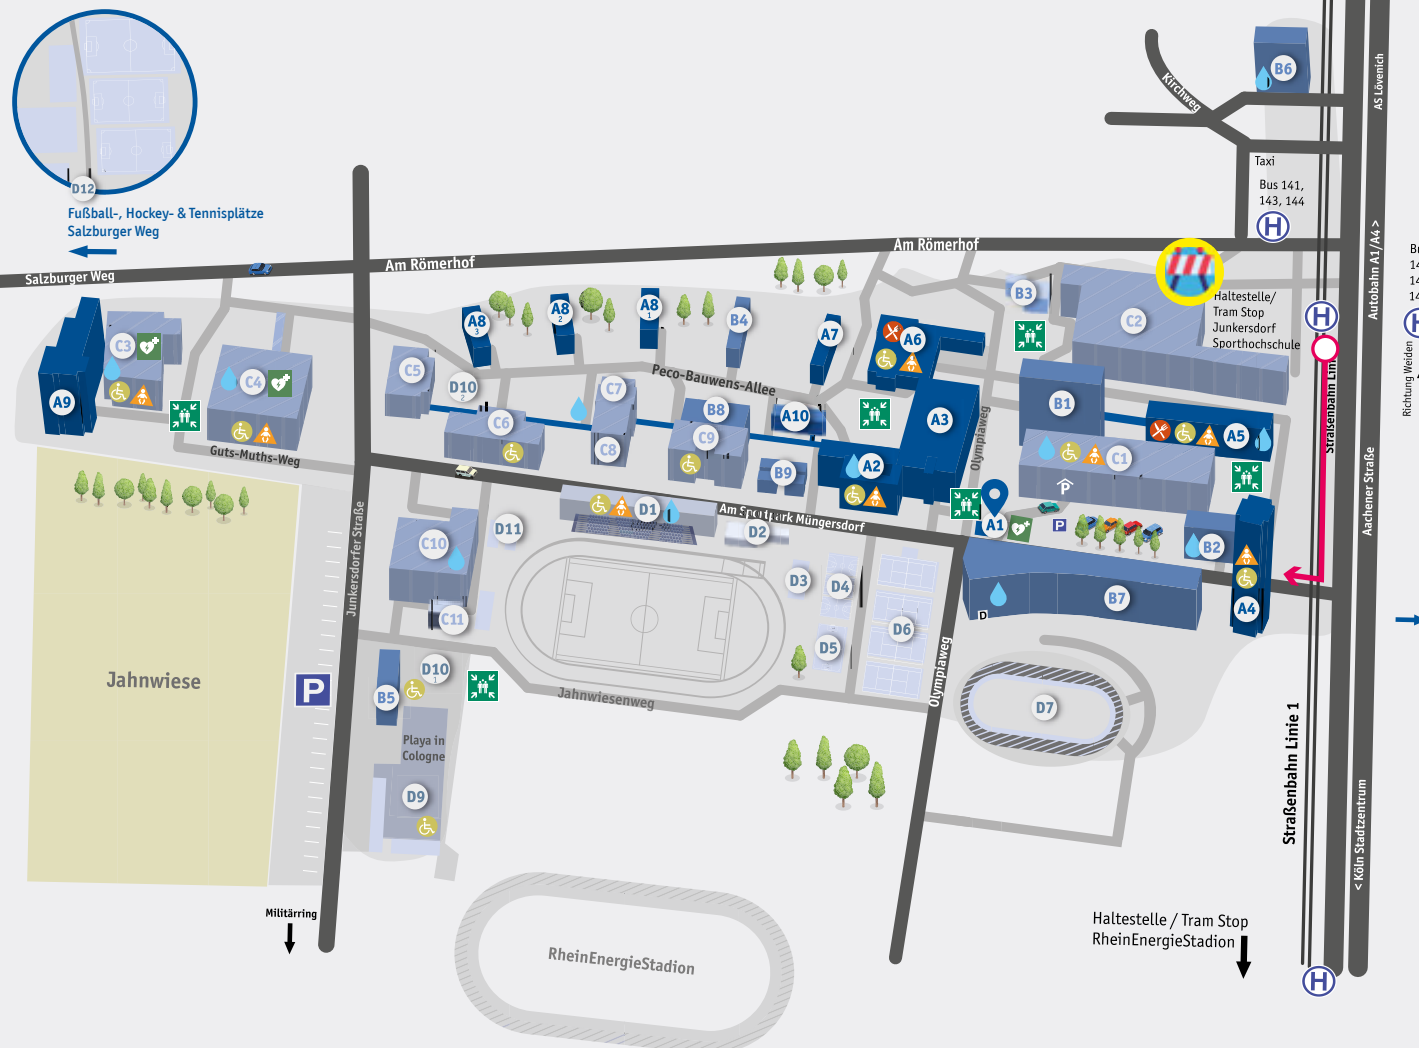 D12
Fußball-, Hockey- & Tennisplätze
Salzburger Weg
Kirchweg
B6
AS Lövenich
Taxi
Bus 141,
143, 144
H
Am Römerhof
Am Römerhof
Salzburger Weg
Autobahn A1/A4 >
Haltestelle/
Tram Stop
Junkersdorf
Sporthochschule
H
B3
C2
A8
3
A8
2
A8
1
B4
A7
A6
C3
A9
C4
C5
D10
2
Peco-Bauwens-Allee
C7
C6
C8
B8
C9
A10
B9
A3
A2
Olympiaweg
B1
C1
A5
Straßenbahn Lin
Richtung Weiden
Guts-Muths-Weg
Aachener Straße
D1
Am Sportpark Müngersdorf
D2
A1
P
P
B2
A4
B7
D
C10
D11
C11
Junkersdorfer Straße
D3
D4
D5
D6
Olympiaweg
D7
Jahnwiese
P
B5
D10
1
Jahnwiesenweg
Playa in
Cologne
D9
Straßenbahn Linie 1
< Köln Stadtzentrum
Militärring
RheinEnergieStadion
Haltestelle / Tram Stop
RheinEnergieStadion
H